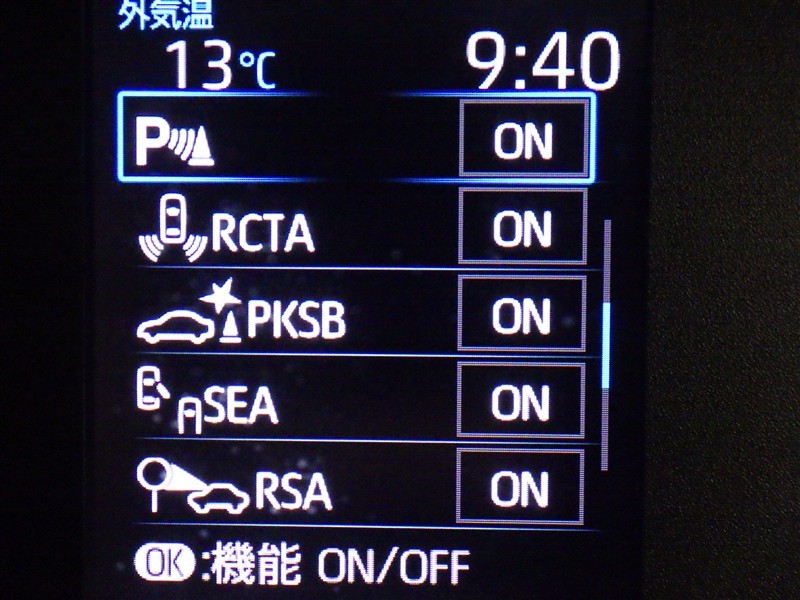 外気温
13℃ 9:40
P ON
RCTA ON
PKSB ON
SEA ON
RSA ON
OK:機能 ON/OFF